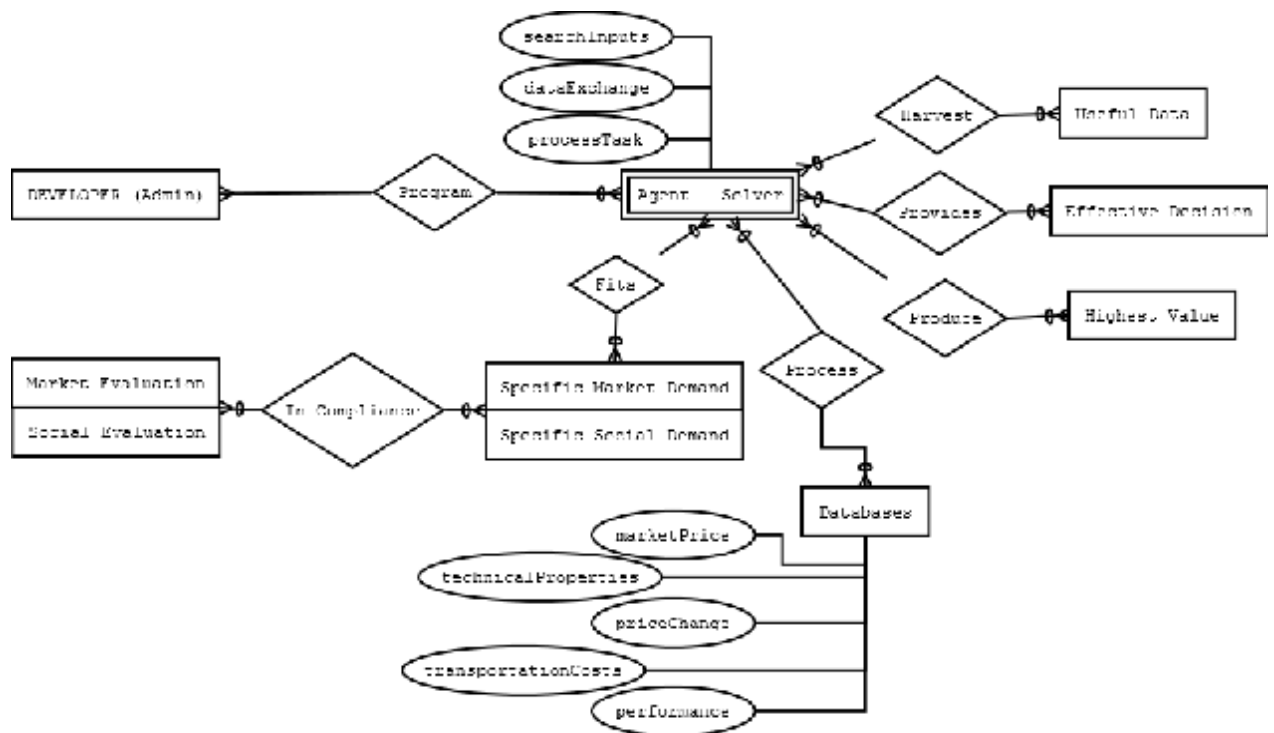 searchInputs
dataExchange
processTask
Harvest
Useful Data
DEVELOPER (Admin)
Program
Agent Solver
Provides
Effective Decision
Fits
Produce
Highest Value
Market Evaluation
Social Evaluation
In Compliance
Specific Market Demand
Specific Social Demand
Process
Databases
marketPrice
technicalProperties
priceChange
transportationCosts
performance